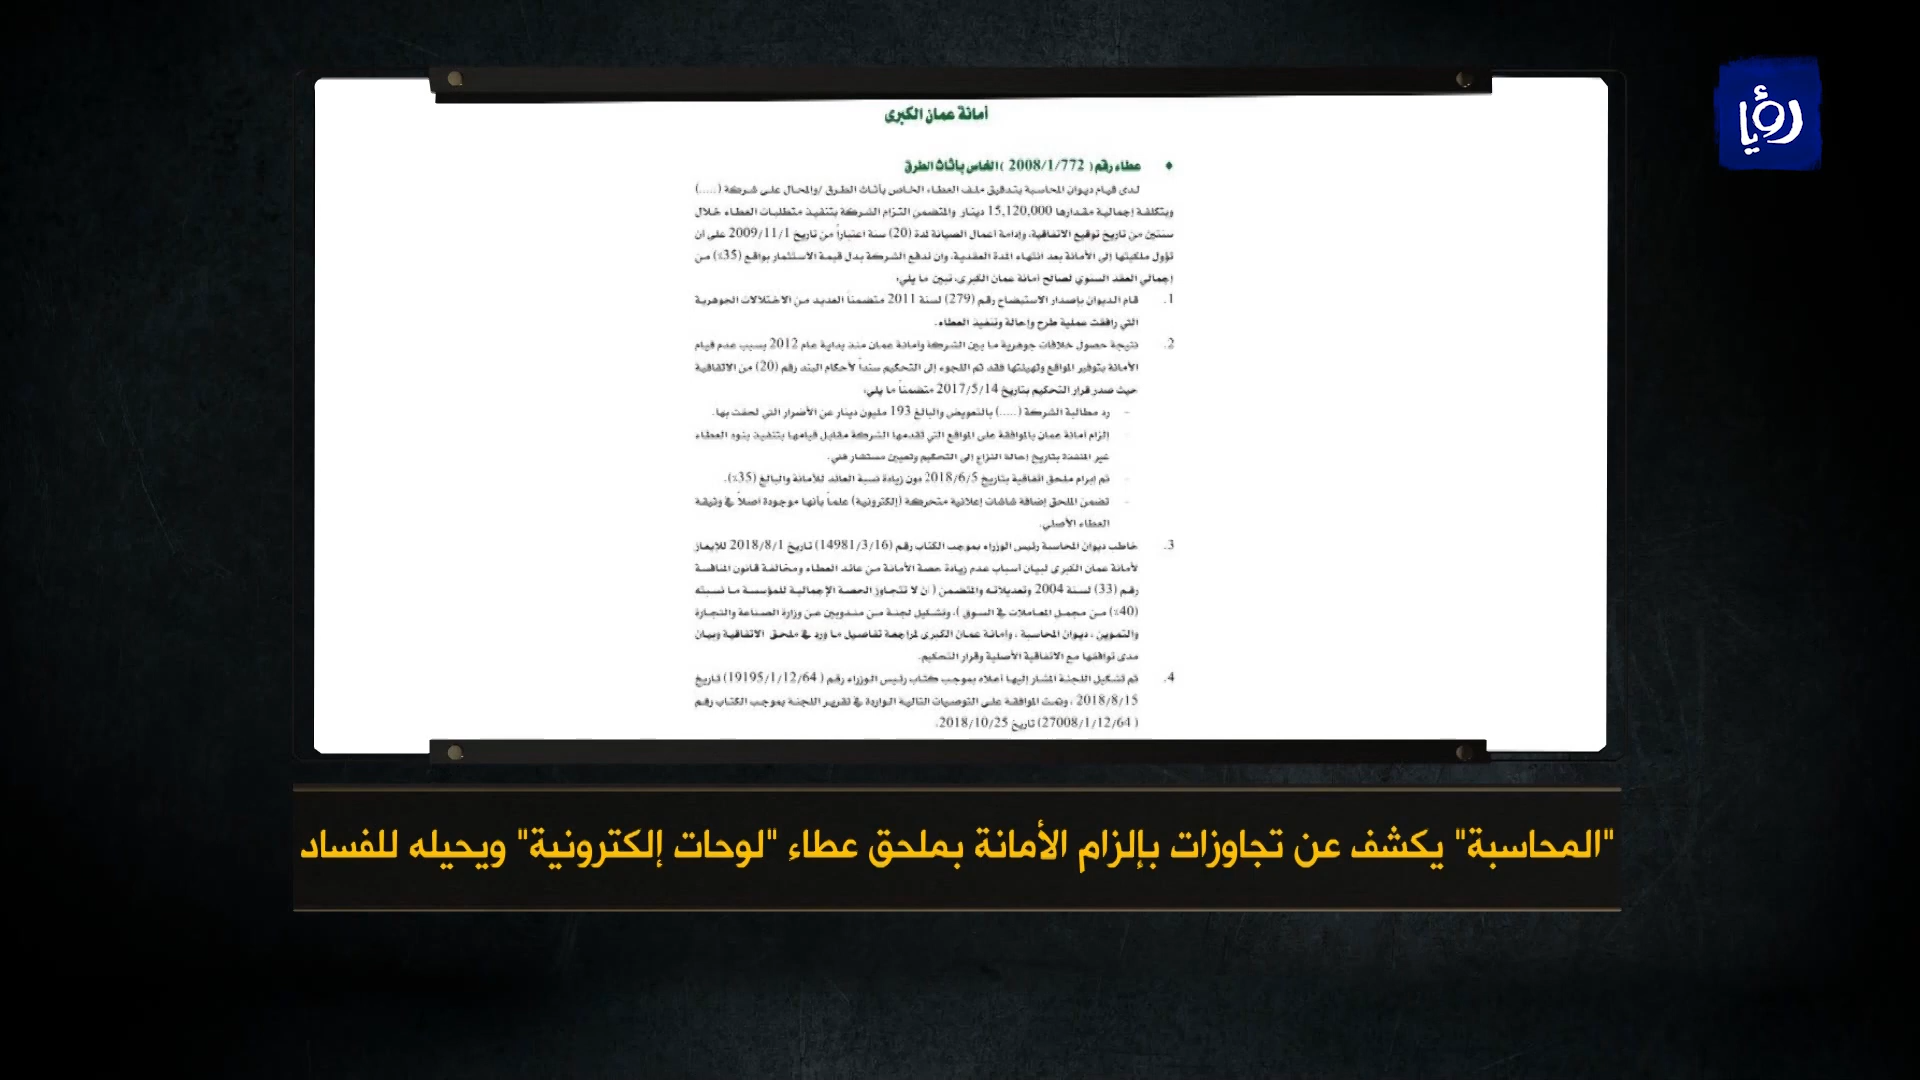 رؤيا
أمانة عمان الكبرى
♦ عطاء رقم ( 2008/1/772 ) الخاص بأثاث الطرق
لدى قيام ديوان المحاسبة بتدقيق ملف العطاء الخاص بأثاث الطرق /والمحال على شركة (.....)
وبتكلفة إجمالية مقدارها 15,120,000 دينار والمتضمن التزام الشركة بتنفيذ متطلبات العطاء خلال
سنتين من تاريخ توقيع الاتفاقية، وإدامة أعمال الصيانة لمدة (20) سنة اعتباراً من تاريخ 2009/11/1 على أن
تؤول ملكيتها إلى الأمانة بعد انتهاء المدة العقدية، وان تدفع الشركة بدل قيمة الاستثمار بواقع (35٪) من
إجمالي العقد السنوي لصالح أمانة عمان الكبرى، تبين ما يلي:
1. قام الديوان بإصدار الاستيضاح رقم (279) لسنة 2011 متضمناً العديد من الاختلالات الجوهرية
التي رافقت عملية طرح وإحالة وتنفيذ العطاء.
2. نتيجة حصول خلافات جوهرية ما بين الشركة وأمانة عمان منذ بداية عام 2012 بسبب عدم قيام
الأمانة بتوفير المواقع وتهيئتها فقد تم اللجوء إلى التحكيم سنداً لأحكام البند رقم (20) من الاتفاقية
حيث صدر قرار التحكيم بتاريخ 2017/5/14 متضمناً ما يلي:
- رد مطالبة الشركة (.....) بالتعويض والبالغ 193 مليون دينار عن الأضرار التي لحقت بها.
- إلزام أمانة عمان بالموافقة على المواقع التي تقدمها الشركة مقابل قيامها بتنفيذ بنود العطاء
غير المنفذة بتاريخ إحالة النزاع إلى التحكيم وتعيين مستشار فني.
- تم إبرام ملحق اتفاقية بتاريخ 2018/6/5 دون زيادة نسبة العائد للأمانة والبالغ (35٪).
- تضمن الملحق إضافة شاشات إعلانية متحركة (إلكترونية) علماً بأنها موجودة أصلاً في وثيقة
العطاء الأصلي.
3. خاطب ديوان المحاسبة رئيس الوزراء بموجب الكتاب رقم (14981/3/16) تاريخ 2018/8/1 للإيعاز
لأمانة عمان الكبرى لبيان أسباب عدم زيادة حصة الأمانة من عائد العطاء ومخالفة قانون المنافسة
رقم (33) لسنة 2004 وتعديلاته والمتضمن ( أن لا تتجاوز الحصة الإجمالية للمؤسسة ما نسبته
(40٪) من مجمل المعاملات في السوق )، وتشكيل لجنة من مندوبين عن وزارة الصناعة والتجارة
والتموين ، ديوان المحاسبة ، وأمانة عمان الكبرى لمراجعة تفاصيل ما ورد في ملحق الاتفاقية وبيان
مدى توافقها مع الاتفاقية الأصلية وقرار التحكيم.
4. تم تشكيل اللجنة المشار إليها أعلاه بموجب كتاب رئيس الوزراء رقم ( 19195/1/12/64) تاريخ
2018/8/15 ، وتمت الموافقة على التوصيات التالية الواردة في تقرير اللجنة بموجب الكتاب رقم
( 27008/1/12/64) تاريخ 2018/10/25.
"المحاسبة" يكشف عن تجاوزات بإلزام الأمانة بملحق عطاء "لوحات إلكترونية" ويحيله للفساد